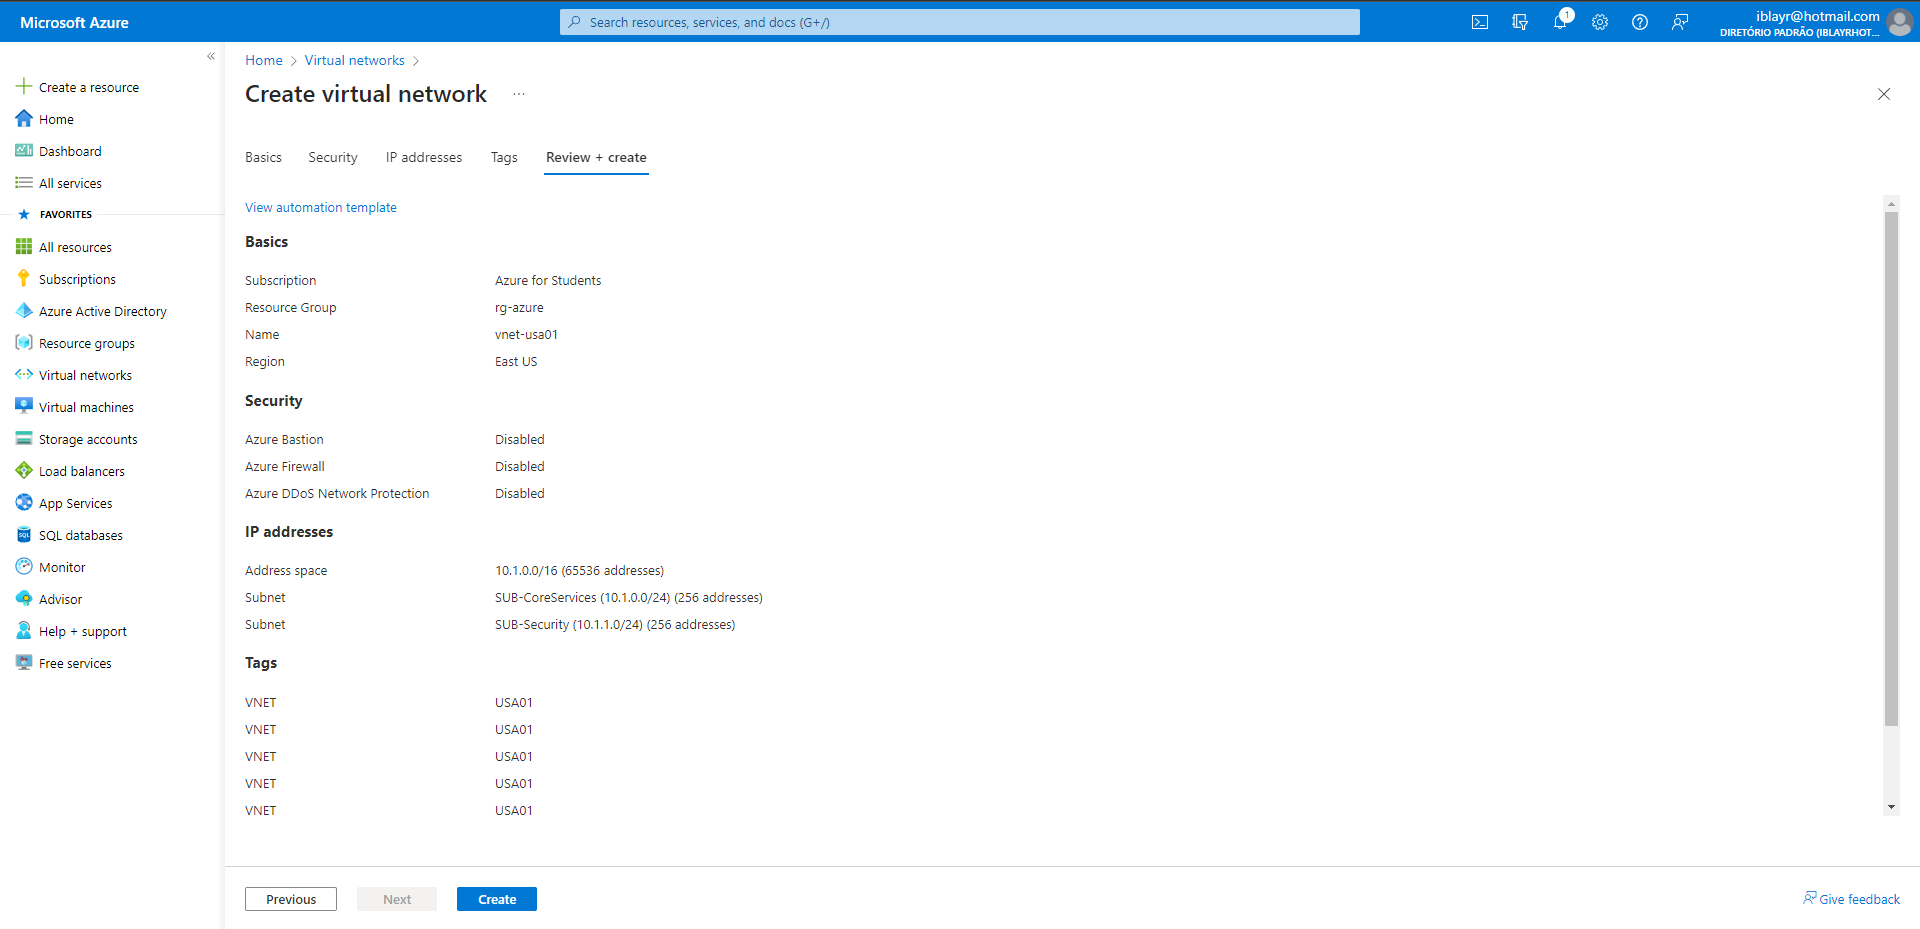 Microsoft Azure
Search resources, services, and docs (G+/)
1
iblayr@hotmail.com
DIRETÓRIO PADRÃO (IBLAYRHOT...
«
Create a resource
Home
Dashboard
All services
FAVORITES
All resources
Subscriptions
Azure Active Directory
Resource groups
Virtual networks
Virtual machines
Storage accounts
Load balancers
App Services
SQL databases
Monitor
Advisor
Help + support
Free services
Home > Virtual networks >
Create virtual network ...
Basics Security IP addresses Tags Review + create
View automation template
Basics
Subscription Azure for Students
Resource Group rg-azure
Name vnet-usa01
Region East US
Security
Azure Bastion Disabled
Azure Firewall Disabled
Azure DDoS Network Protection Disabled
IP addresses
Address space 10.1.0.0/16 (65536 addresses)
Subnet SUB-CoreServices (10.1.0.0/24) (256 addresses)
Subnet SUB-Security (10.1.1.0/24) (256 addresses)
Tags
VNET USA01
VNET USA01
VNET USA01
VNET USA01
VNET USA01
Previous Next Create
Give feedback